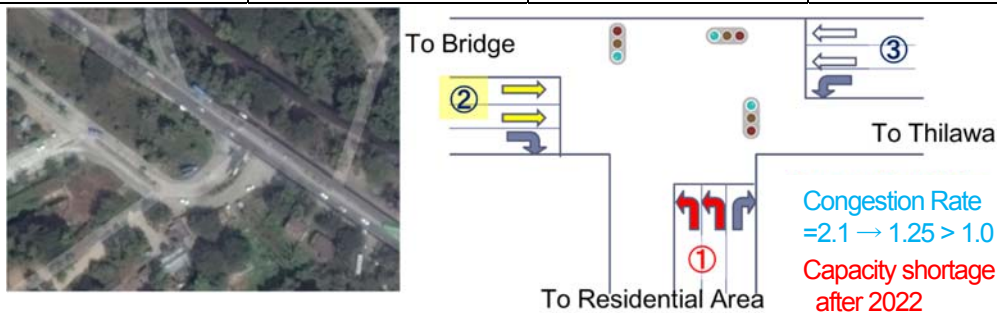 To Bridge
②
③
To Thilawa
①
To Residential Area
Congestion Rate
=2.1 → 1.25 > 1.0
Capacity shortage
after 2022